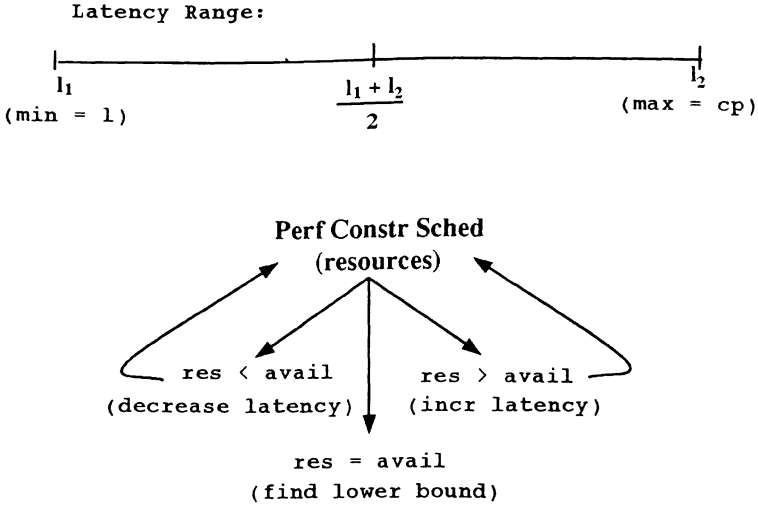 Latency Range:
l₁
l₁ + l₂
2
l₂
(min = 1)
(max = cp)
Perf Constr Sched
(resources)
res < avail
res > avail
(decrease latency)
(incr latency)
res = avail
(find lower bound)